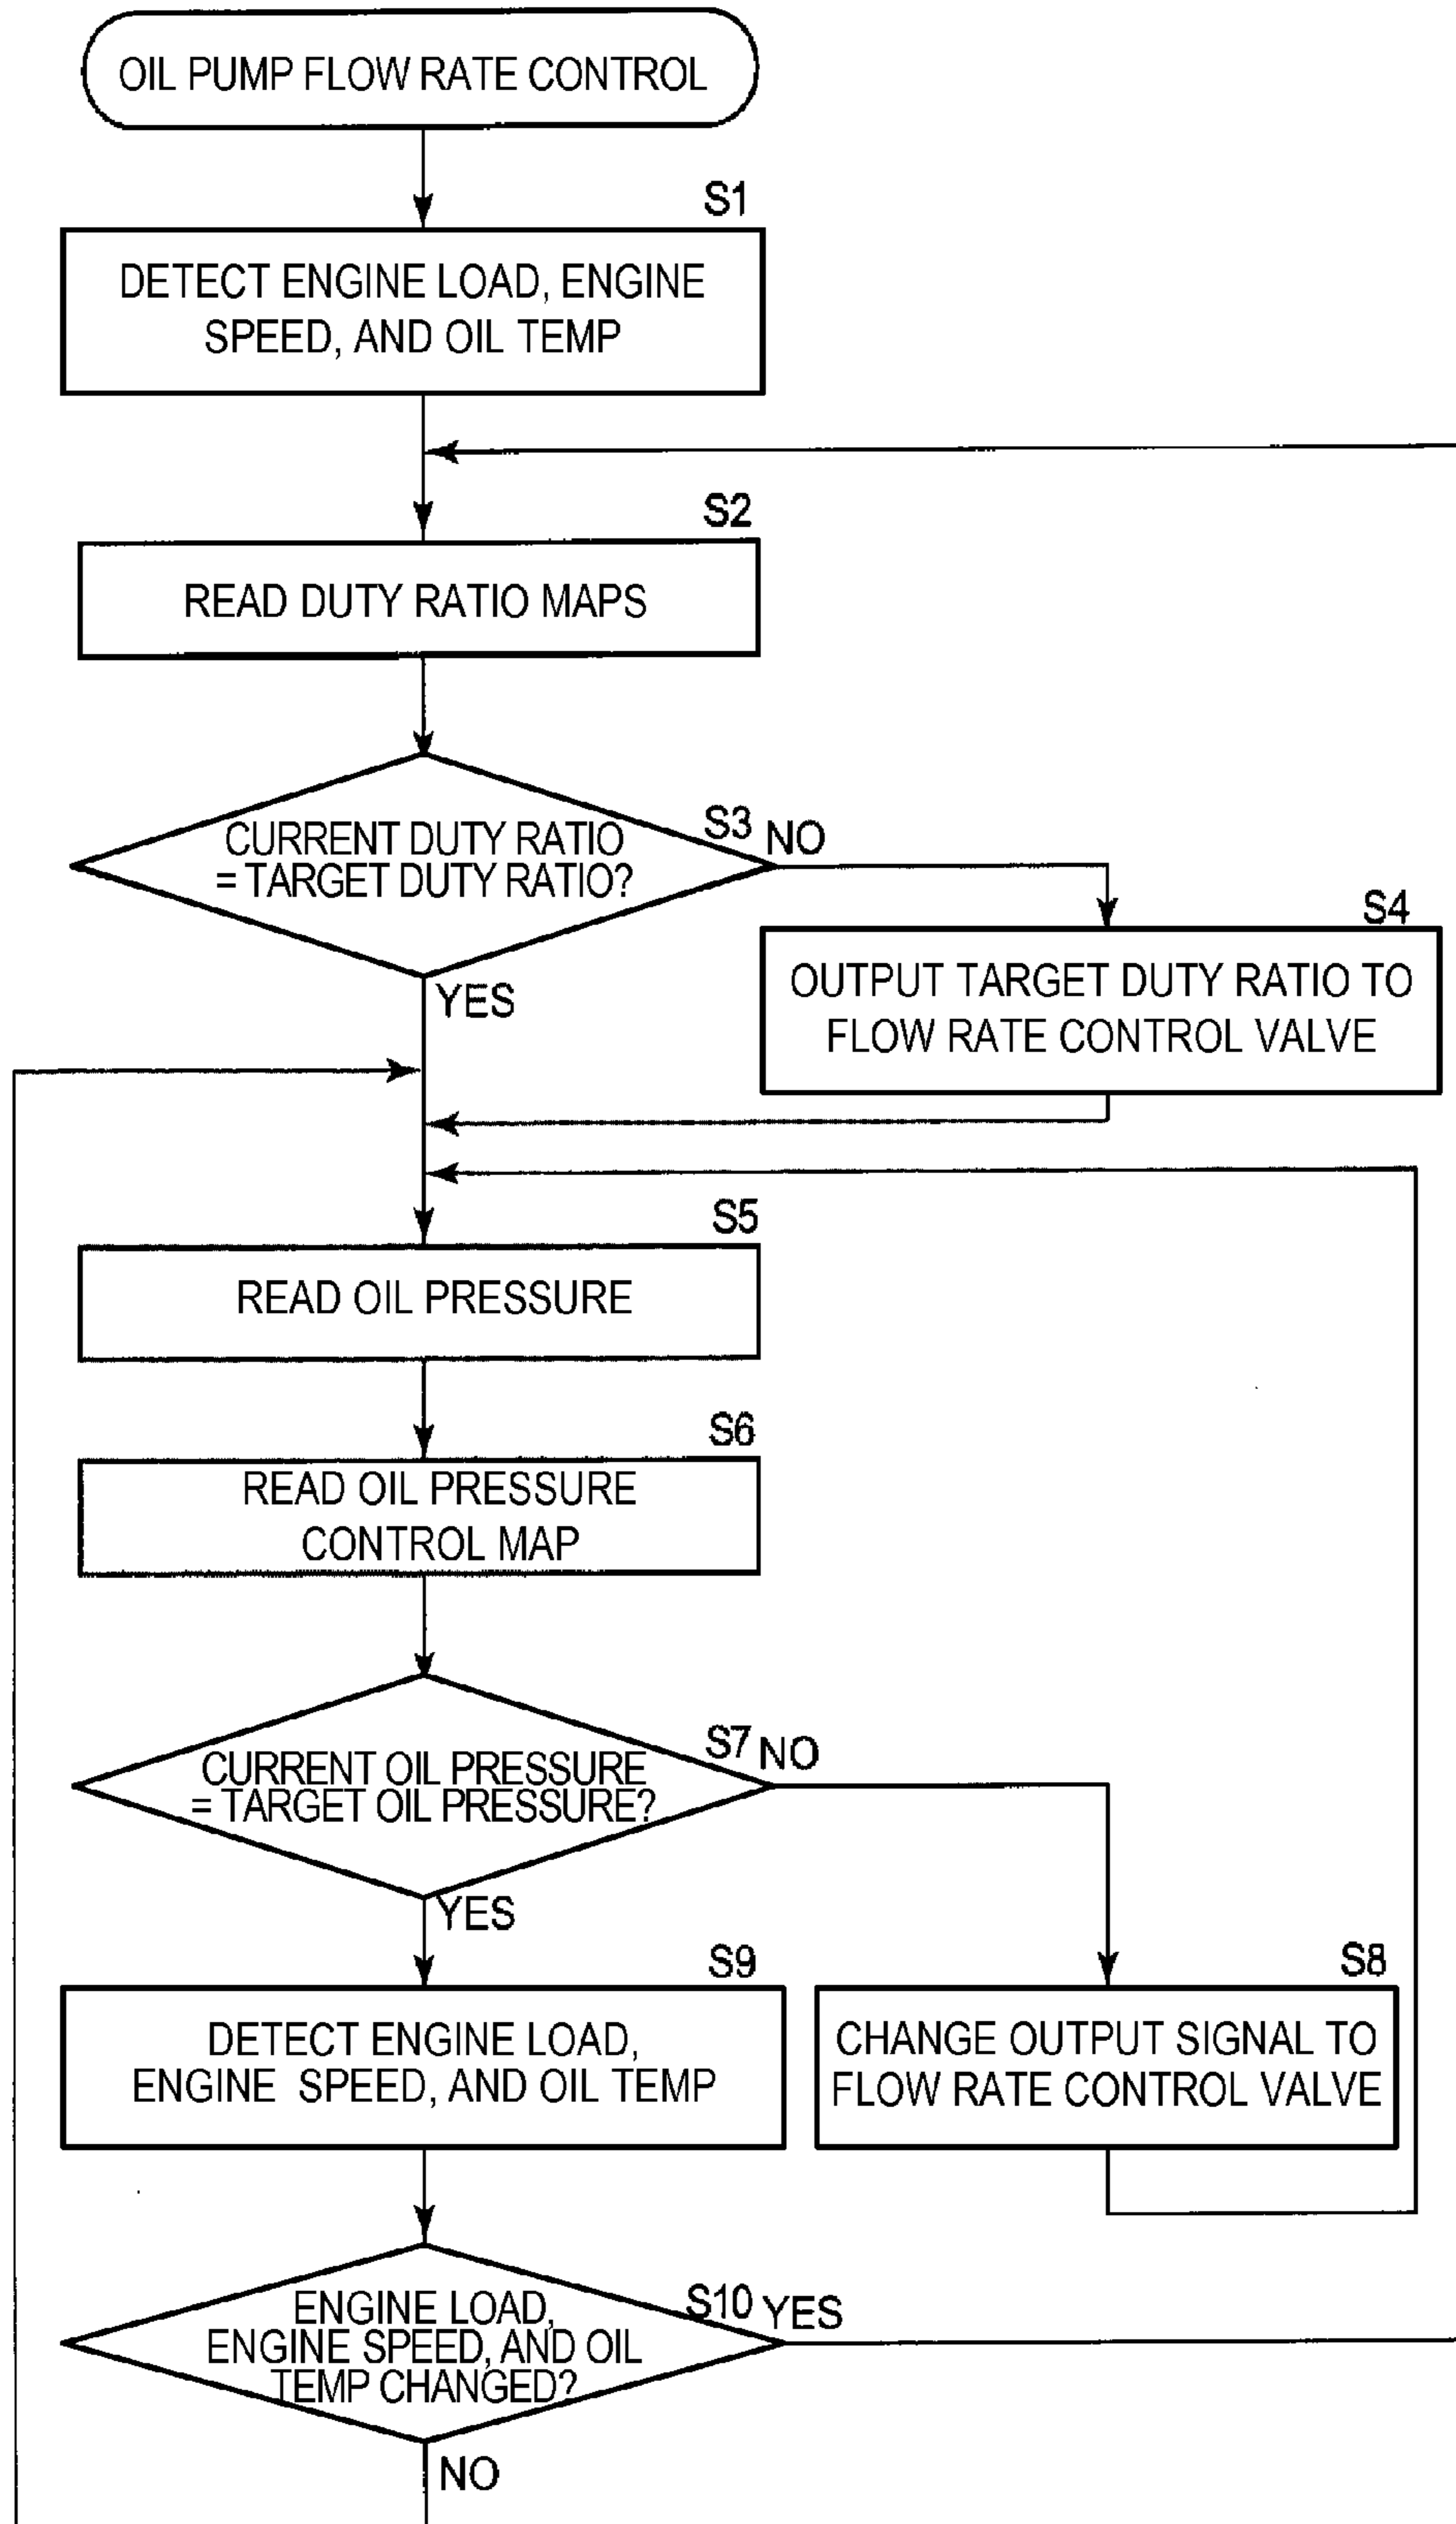 OIL PUMP FLOW RATE CONTROL
S1
DETECT ENGINE LOAD, ENGINE
SPEED, AND OIL TEMP
S2
READ DUTY RATIO MAPS
S3 NO
CURRENT DUTY RATIO
= TARGET DUTY RATIO?
YES
S4
OUTPUT TARGET DUTY RATIO TO
FLOW RATE CONTROL VALVE
S5
READ OIL PRESSURE
S6
READ OIL PRESSURE
CONTROL MAP
S7 NO
CURRENT OIL PRESSURE
= TARGET OIL PRESSURE?
YES
S8
CHANGE OUTPUT SIGNAL TO
FLOW RATE CONTROL VALVE
S9
DETECT ENGINE LOAD,
ENGINE SPEED, AND OIL TEMP
S10 YES
ENGINE LOAD,
ENGINE SPEED, AND OIL
TEMP CHANGED?
NO